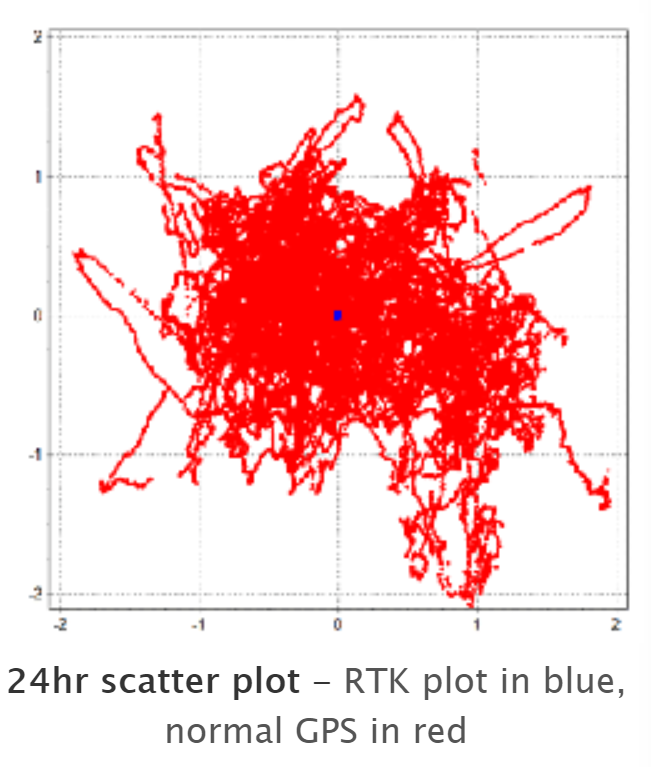 2
1
0
-1
-2
-2 -1 0 1 2
24hr scatter plot – RTK plot in blue,
normal GPS in red